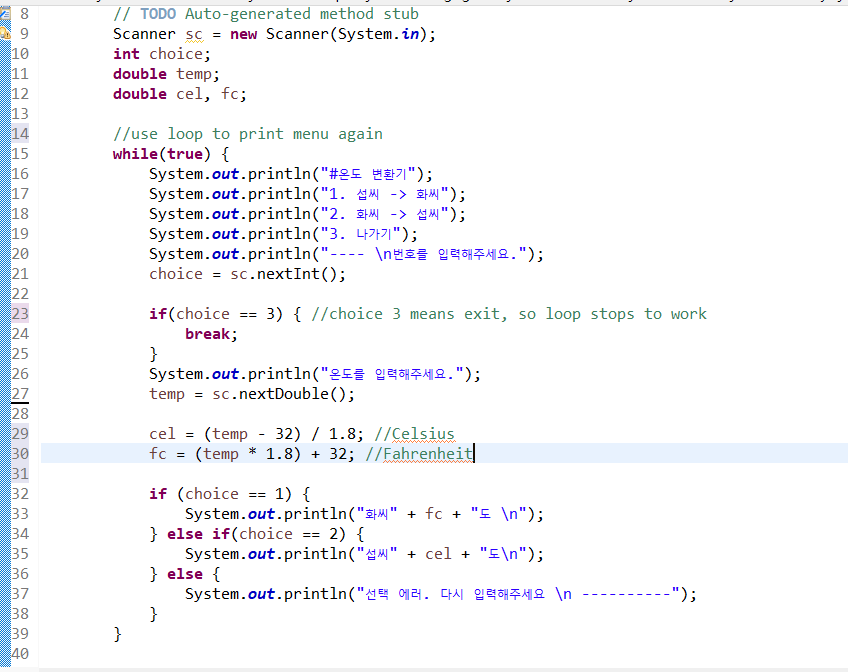 8 // TODO Auto-generated method stub
9 Scanner sc = new Scanner(System.in);
10 int choice;
11 double temp;
12 double cel, fc;
13
14 //use loop to print menu again
15 while(true) {
16 System.out.println("#온도 변환기");
17 System.out.println("1. 섭씨 -> 화씨");
18 System.out.println("2. 화씨 -> 섭씨");
19 System.out.println("3. 나가기");
20 System.out.println("---- \n번호를 입력해주세요.");
21 choice = sc.nextInt();
22
23 if(choice == 3) { //choice 3 means exit, so loop stops to work
24 break;
25 }
26 System.out.println("온도를 입력해주세요.");
27 temp = sc.nextDouble();
28
29 cel = (temp - 32) / 1.8; //Celsius
30 fc = (temp * 1.8) + 32; //Fahrenheit
31
32 if (choice == 1) {
33 System.out.println("화씨" + fc + "도 \n");
34 } else if(choice == 2) {
35 System.out.println("섭씨" + cel + "도\n");
36 } else {
37 System.out.println("선택 에러. 다시 입력해주세요 \n ----------");
38 }
39 }
40